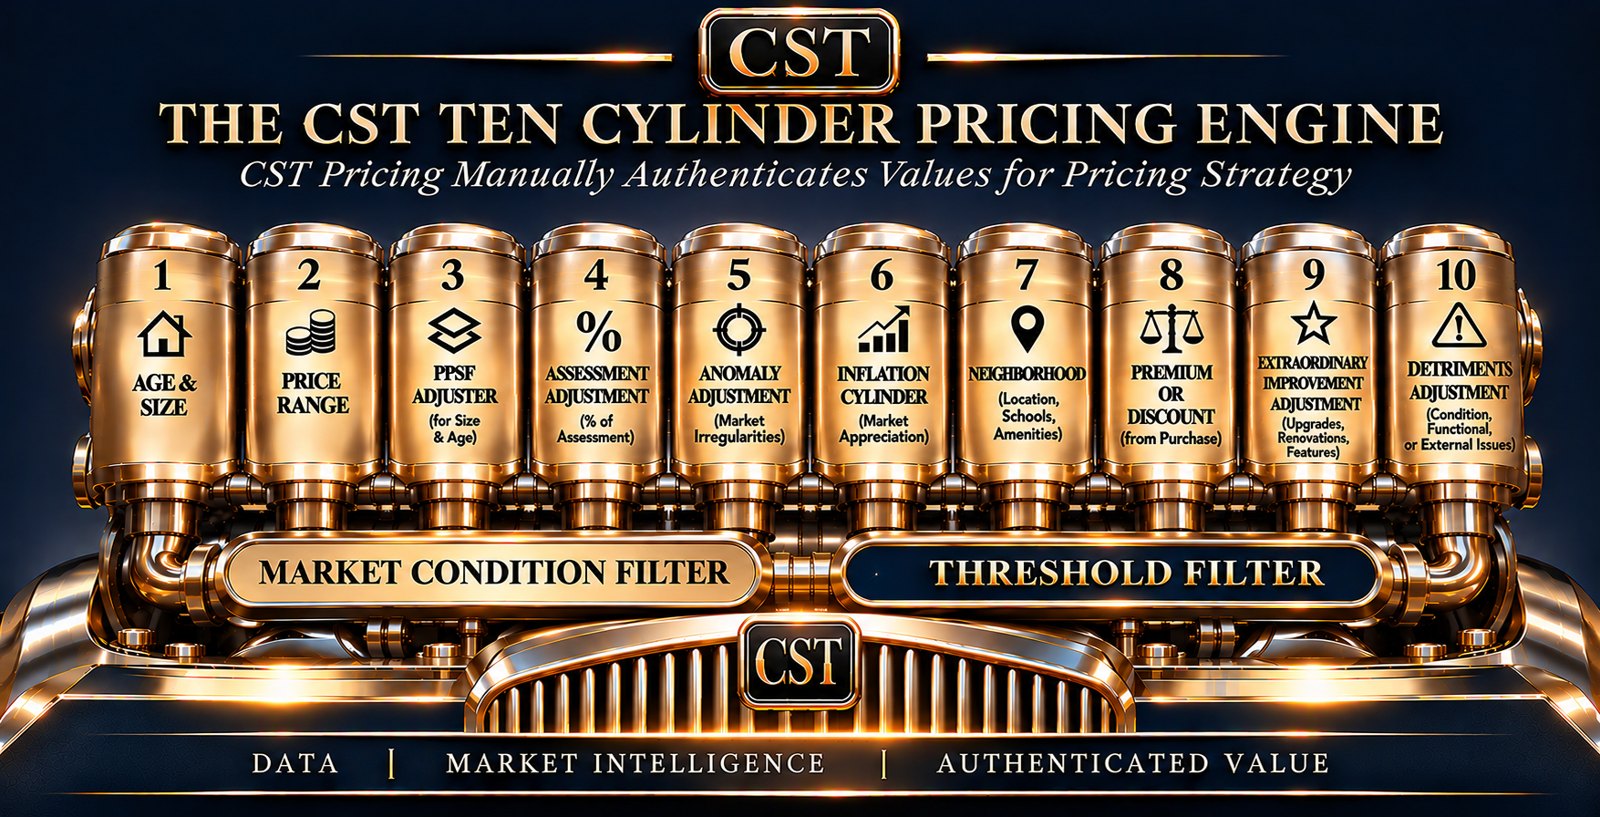 CST
THE CST TEN CYLINDER PRICING ENGINE
CST Pricing Manually Authenticates Values for Pricing Strategy
1
AGE &
SIZE
2
PRICE
RANGE
3
PPSF
ADJUSTER
(for Size
& Age)
4
%
ASSESSMENT
ADJUSTMENT
(% of
Assessment)
5
ANOMALY
ADJUSTMENT
(Market
Irregularities)
6
INFLATION
CYLINDER
(Market
Appreciation)
7
NEIGHBORHOOD
(Location,
Schools,
Amenities)
8
PREMIUM
OR
DISCOUNT
(from Purchase)
9
EXTRAORDINARY
IMPROVEMENT
ADJUSTMENT
(Upgrades,
Renovations,
Features)
10
DETRIMENTS
ADJUSTMENT
(Condition,
Functional,
or External Issues)
MARKET CONDITION FILTER
THRESHOLD FILTER
CST
DATA | MARKET INTELLIGENCE | AUTHENTICATED VALUE